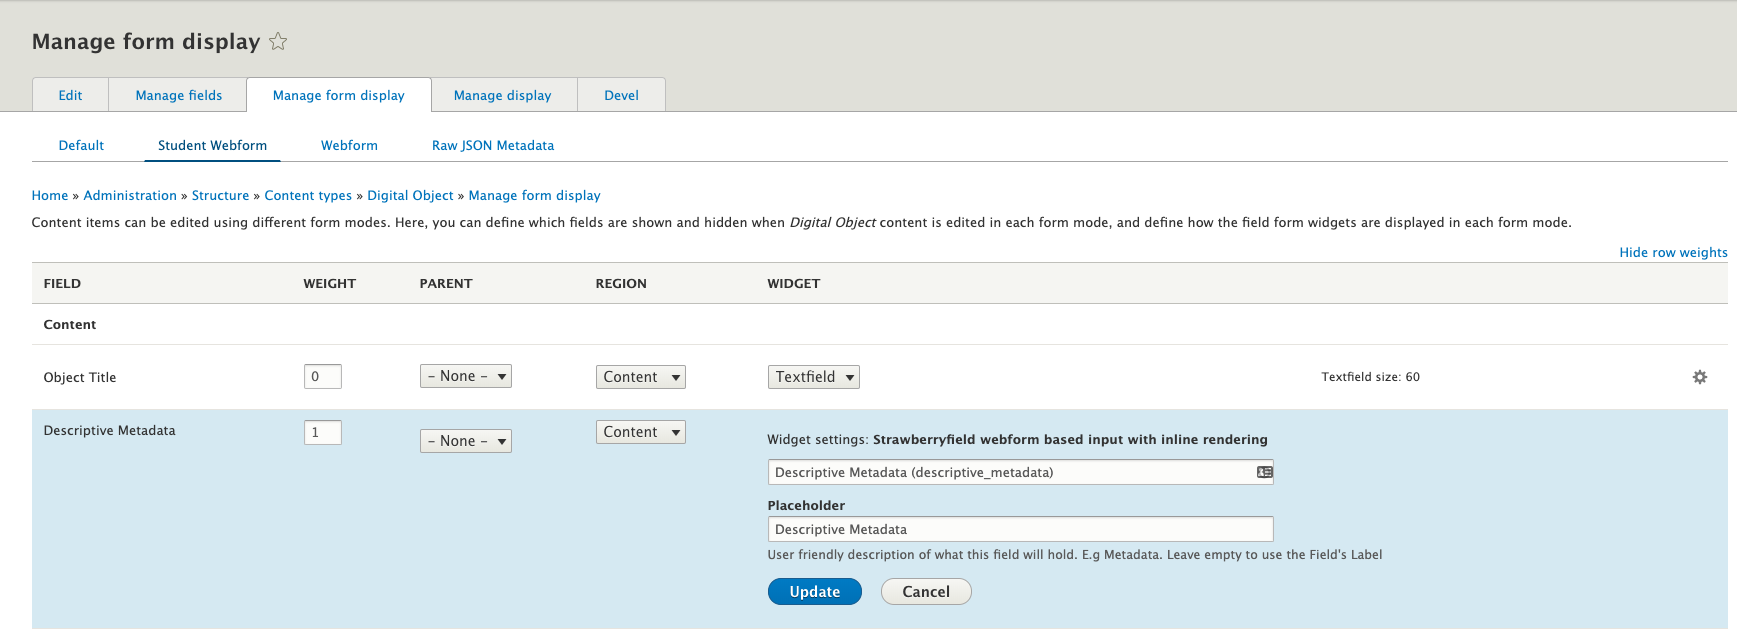 Manage form display
Edit Manage fields Manage form display Manage display Devel
Default Student Webform Webform Raw JSON Metadata
Home » Administration » Structure » Content types » Digital Object » Manage form display
Content items can be edited using different form modes. Here, you can define which fields are shown and hidden when Digital Object content is edited in each form mode, and define how the field form widgets are displayed in each form mode.
Hide row weights
FIELD WEIGHT PARENT REGION WIDGET
Content
Object Title 0 - None - Content Textfield Textfield size: 60
Descriptive Metadata 1 - None - Content
Widget settings: Strawberryfield webform based input with inline rendering
Descriptive Metadata (descriptive_metadata)
Placeholder
Descriptive Metadata
User friendly description of what this field will hold. E.g Metadata. Leave empty to use the Field's Label
Update Cancel